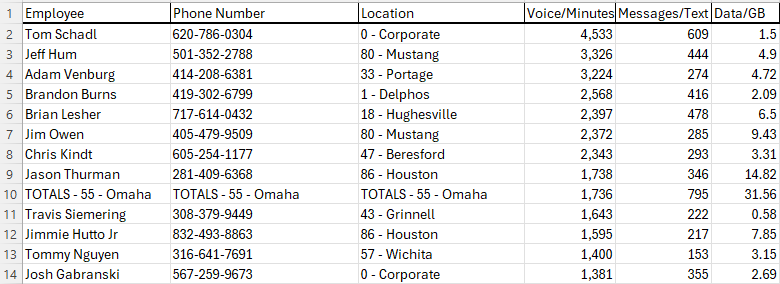 1 Employee Phone Number Location Voice/Minutes Messages/Text Data/GB
2 Tom Schadl 620-786-0304 0 - Corporate 4,533 609 1.5
3 Jeff Hum 501-352-2788 80 - Mustang 3,326 444 4.9
4 Adam Venburg 414-208-6381 33 - Portage 3,224 274 4.72
5 Brandon Burns 419-302-6799 1 - Delphos 2,568 416 2.09
6 Brian Lesher 717-614-0432 18 - Hughesville 2,397 478 6.5
7 Jim Owen 405-479-9509 80 - Mustang 2,372 285 9.43
8 Chris Kindt 605-254-1177 47 - Beresford 2,343 293 3.31
9 Jason Thurman 281-409-6368 86 - Houston 1,738 346 14.82
10 TOTALS - 55 - Omaha TOTALS - 55 - Omaha TOTALS - 55 - Omaha 1,736 795 31.56
11 Travis Siemering 308-379-9449 43 - Grinnell 1,643 222 0.58
12 Jimmie Hutto Jr 832-493-8863 86 - Houston 1,595 217 7.85
13 Tommy Nguyen 316-641-7691 57 - Wichita 1,400 153 3.15
14 Josh Gabranski 567-259-9673 0 - Corporate 1,381 355 2.69